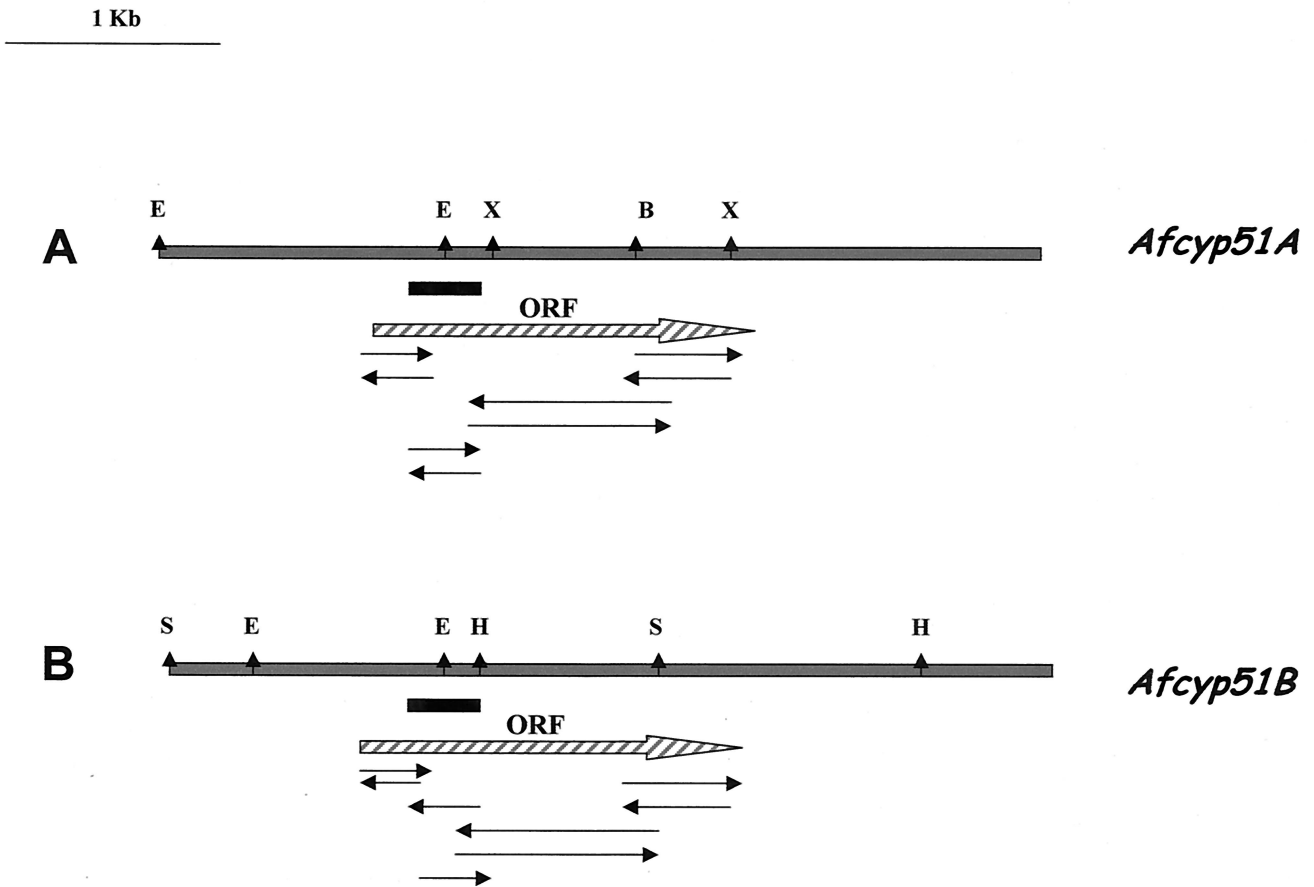 1 Kb
E E X B X
A Afcyp51A
ORF
S E E H S H
B Afcyp51B
ORF